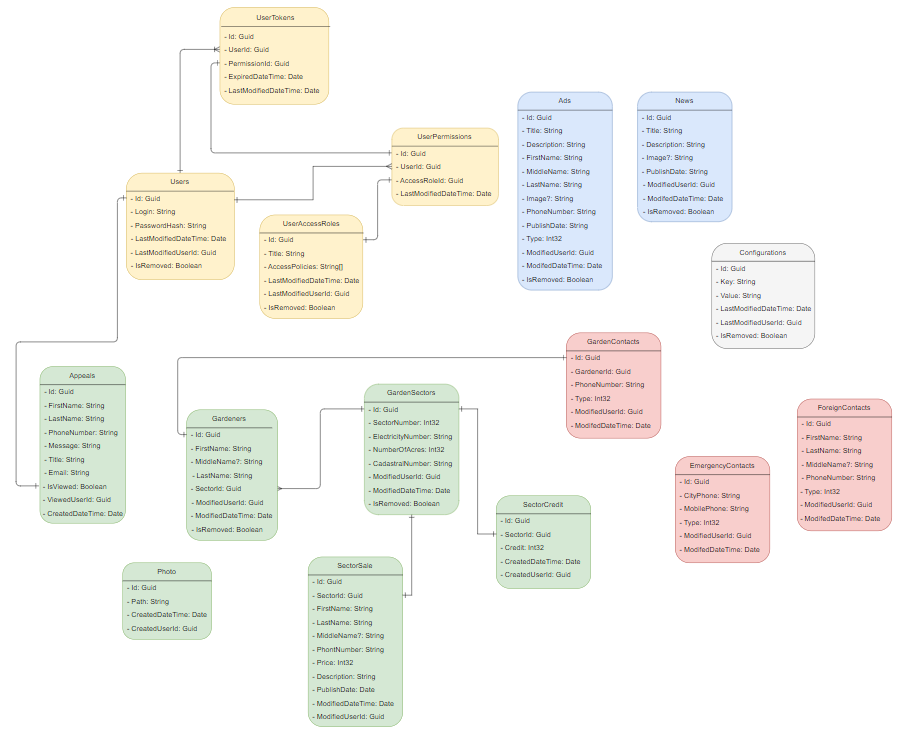 UserTokens
- Id: Guid
- UserId: Guid
- PermissionId: Guid
- ExpiredDateTime: Date
- LastModifiedDateTime: Date
UserPermissions
- Id: Guid
- UserId: Guid
- AccessRoleId: Guid
- LastModifiedDateTime: Date
Users
- Id: Guid
- Login: String
- PasswordHash: String
- LastModifiedDateTime: Date
- LastModifiedUserId: Guid
- IsRemoved: Boolean
UserAccessRoles
- Id: Guid
- Title: String
- AccessPolicies: String[]
- LastModifiedDateTime: Date
- LastModifiedUserId: Guid
- IsRemoved: Boolean
Ads
- Id: Guid
- Title: String
- Description: String
- FirstName: String
- MiddleName: String
- LastName: String
- Image?: String
- PhoneNumber: String
- PublishDate: String
- Type: Int32
- ModifiedUserId: Guid
- ModifedDateTime: Date
- IsRemoved: Boolean
News
- Id: Guid
- Title: String
- Description: String
- Image?: String
- PublishDate: String
- ModifiedUserId: Guid
- ModifedDateTime: Date
- IsRemoved: Boolean
Configurations
- Id: Guid
- Key: String
- Value: String
- LastModifiedDateTime: Date
- LastModifiedUserId: Guid
- IsRemoved: Boolean
Appeals
- Id: Guid
- FirstName: String
- LastName: String
- PhoneNumber: String
- Message: String
- Title: String
- Email: String
- IsViewed: Boolean
- ViewedUserId: Guid
- CreatedDateTime: Date
Gardeners
- Id: Guid
- FirstName: String
- MiddleName?: String
- LastName: String
- SectorId: Guid
- ModifiedUserId: Guid
- ModifiedDateTime: Date
- IsRemoved: Boolean
GardenSectors
- Id: Guid
- SectorNumber: Int32
- ElectricityNumber: String
- NumberOfAcres: Int32
- CadastralNumber: String
- ModifiedUserId: Guid
- ModifiedDateTime: Date
- IsRemoved: Boolean
GardenContacts
- Id: Guid
- GardenerId: Guid
- PhoneNumber: String
- Type: Int32
- ModifiedUserId: Guid
- ModifedDateTime: Date
ForeignContacts
- Id: Guid
- FirstName: String
- LastName: String
- MiddleName?: String
- PhoneNumber: String
- Type: Int32
- ModifiedUserId: Guid
- ModifedDateTime: Date
EmergencyContacts
- Id: Guid
- CityPhone: String
- MobilePhone: String
- Type: Int32
- ModifiedUserId: Guid
- ModifedDateTime: Date
SectorCredit
- Id: Guid
- SectorId: Guid
- Credit: Int32
- CreatedDateTime: Date
- CreatedUserId: Guid
Photo
- Id: Guid
- Path: String
- CreatedDateTime: Date
- CreatedUserId: Guid
SectorSale
- Id: Guid
- SectorId: Guid
- FirstName: String
- LastName: String
- MiddleName?: String
- PhontNumber: String
- Price: Int32
- Description: String
- PublishDate: Date
- ModifiedDateTime: Date
- ModifiedUserId: Guid